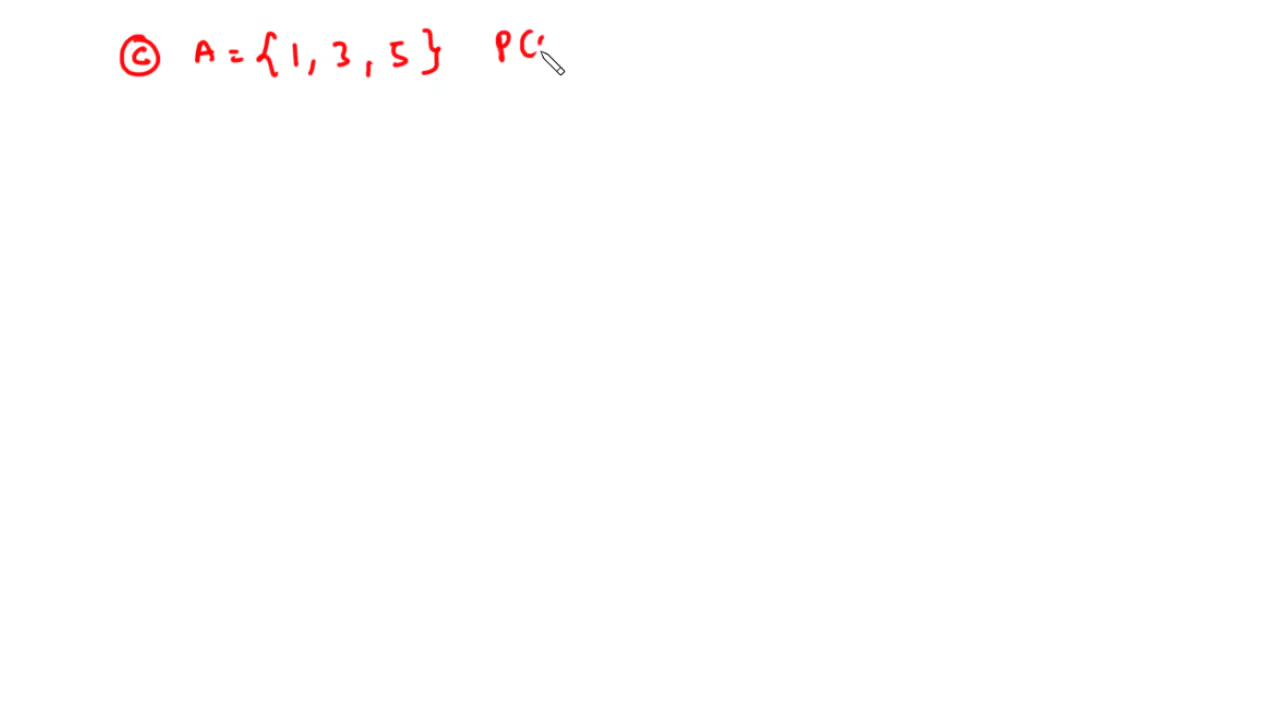 © A = {1, 3, 5} P(